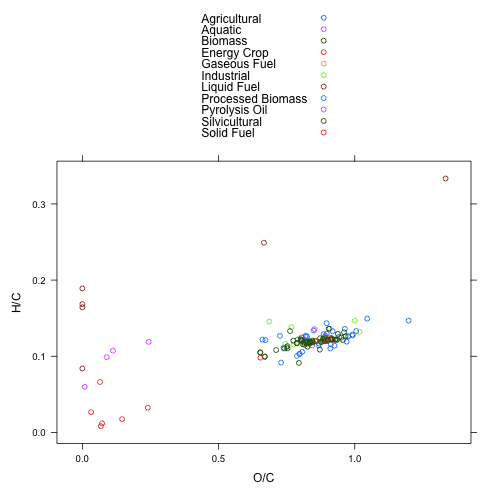 Agricultural
Aquatic
Biomass
Energy Crop
Gaseous Fuel
Industrial
Liquid Fuel
Processed Biomass
Pyrolysis Oil
Silvicultural
Solid Fuel
0.3
0.2
0.1
0.0
H/C
0.0 0.5 1.0
O/C